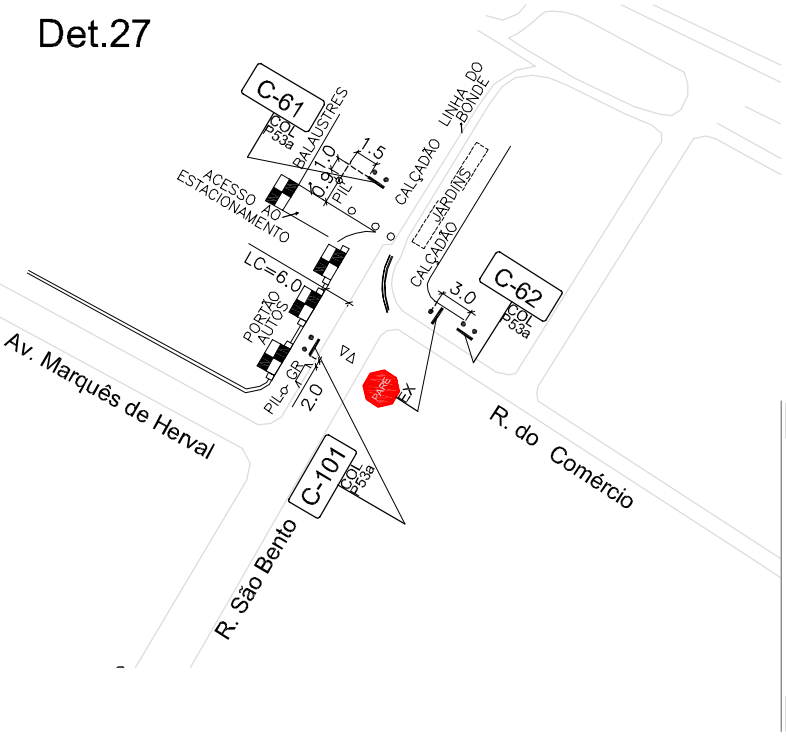 Det.27
C-61
COL
P53a
BALAUSTRES
1.0
1.5
0.9
PIL
CALÇADÃO
LINHA DO
BONDE
ACESSO AO
ESTACIONAMENTO
JARDINS
CALÇADÃO
LC=6.0
C-62
COL
P53a
3.0
PORTÃO
AUTOS
PIL
GR
2.0
PARE
EX
Av. Marquês de Herval
R. do Comércio
C-101
COL
P53a
R. São Bento